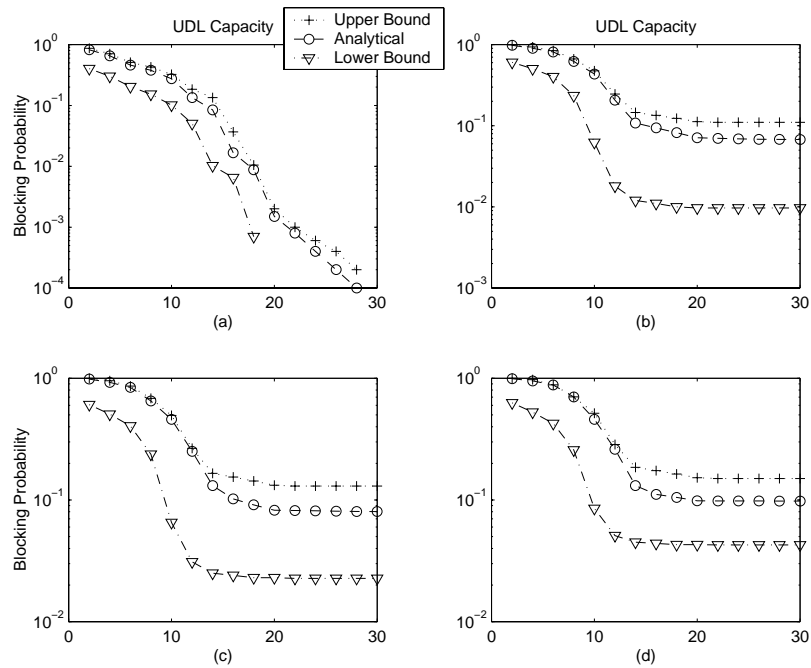 UDL Capacity
UDL Capacity
Upper Bound
Analytical
Lower Bound
Blocking Probability
10^0
10^-1
10^-2
10^-3
10^-4
0 10 20 30
(a)
10^0
10^-1
10^-2
10^-3
0 10 20 30
(b)
Blocking Probability
10^0
10^-1
10^-2
0 10 20 30
(c)
10^0
10^-1
10^-2
0 10 20 30
(d)